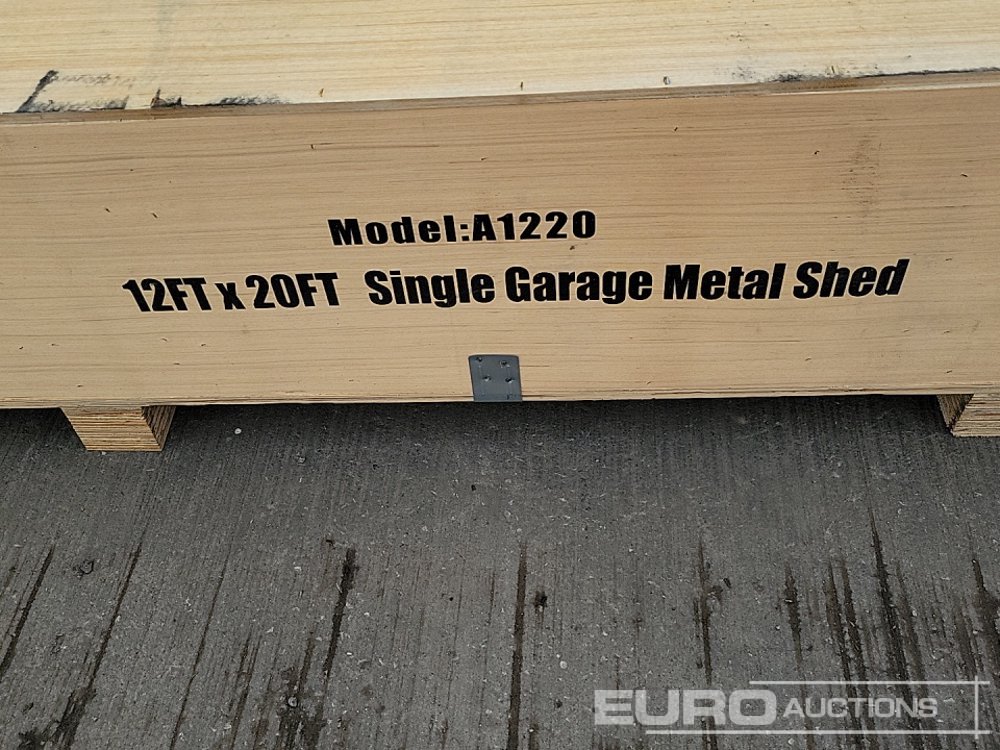 Model:A1220
12FT x 20FT Single Garage Metal Shed
EURO AUCTIONS